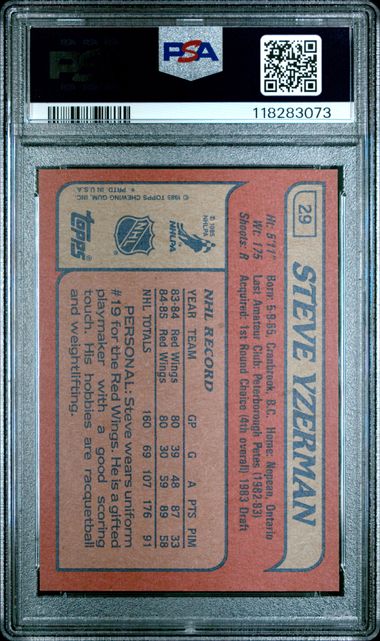 PSA
118283073
29
STEVE YZERMAN
Ht: 5'11" Born: 5-9-65, Cranbrook, B.C. Home: Nepean, Ontario
Wt: 175 Last Amateur Club: Peterborough Petes (1982-83)
Shoots: R Acquired: 1st Round Choice (4th overall) 1983 Draft
© 1985
NHLPA
NHLPA
NHL
topps
© 1985 TOPPS CHEWING GUM, INC.
* PRTD IN U.S.A.
NHL RECORD
YEAR TEAM GP G A PTS PIM
83-84 Red Wings 80 39 48 87 33
84-85 Red Wings 80 30 59 89 58
NHL TOTALS 160 69 107 176 91
PERSONAL: Steve wears uniform
#19 for the Red Wings. He is a gifted
playmaker with a good scoring
touch. His hobbies are racquetball
and weightlifting.